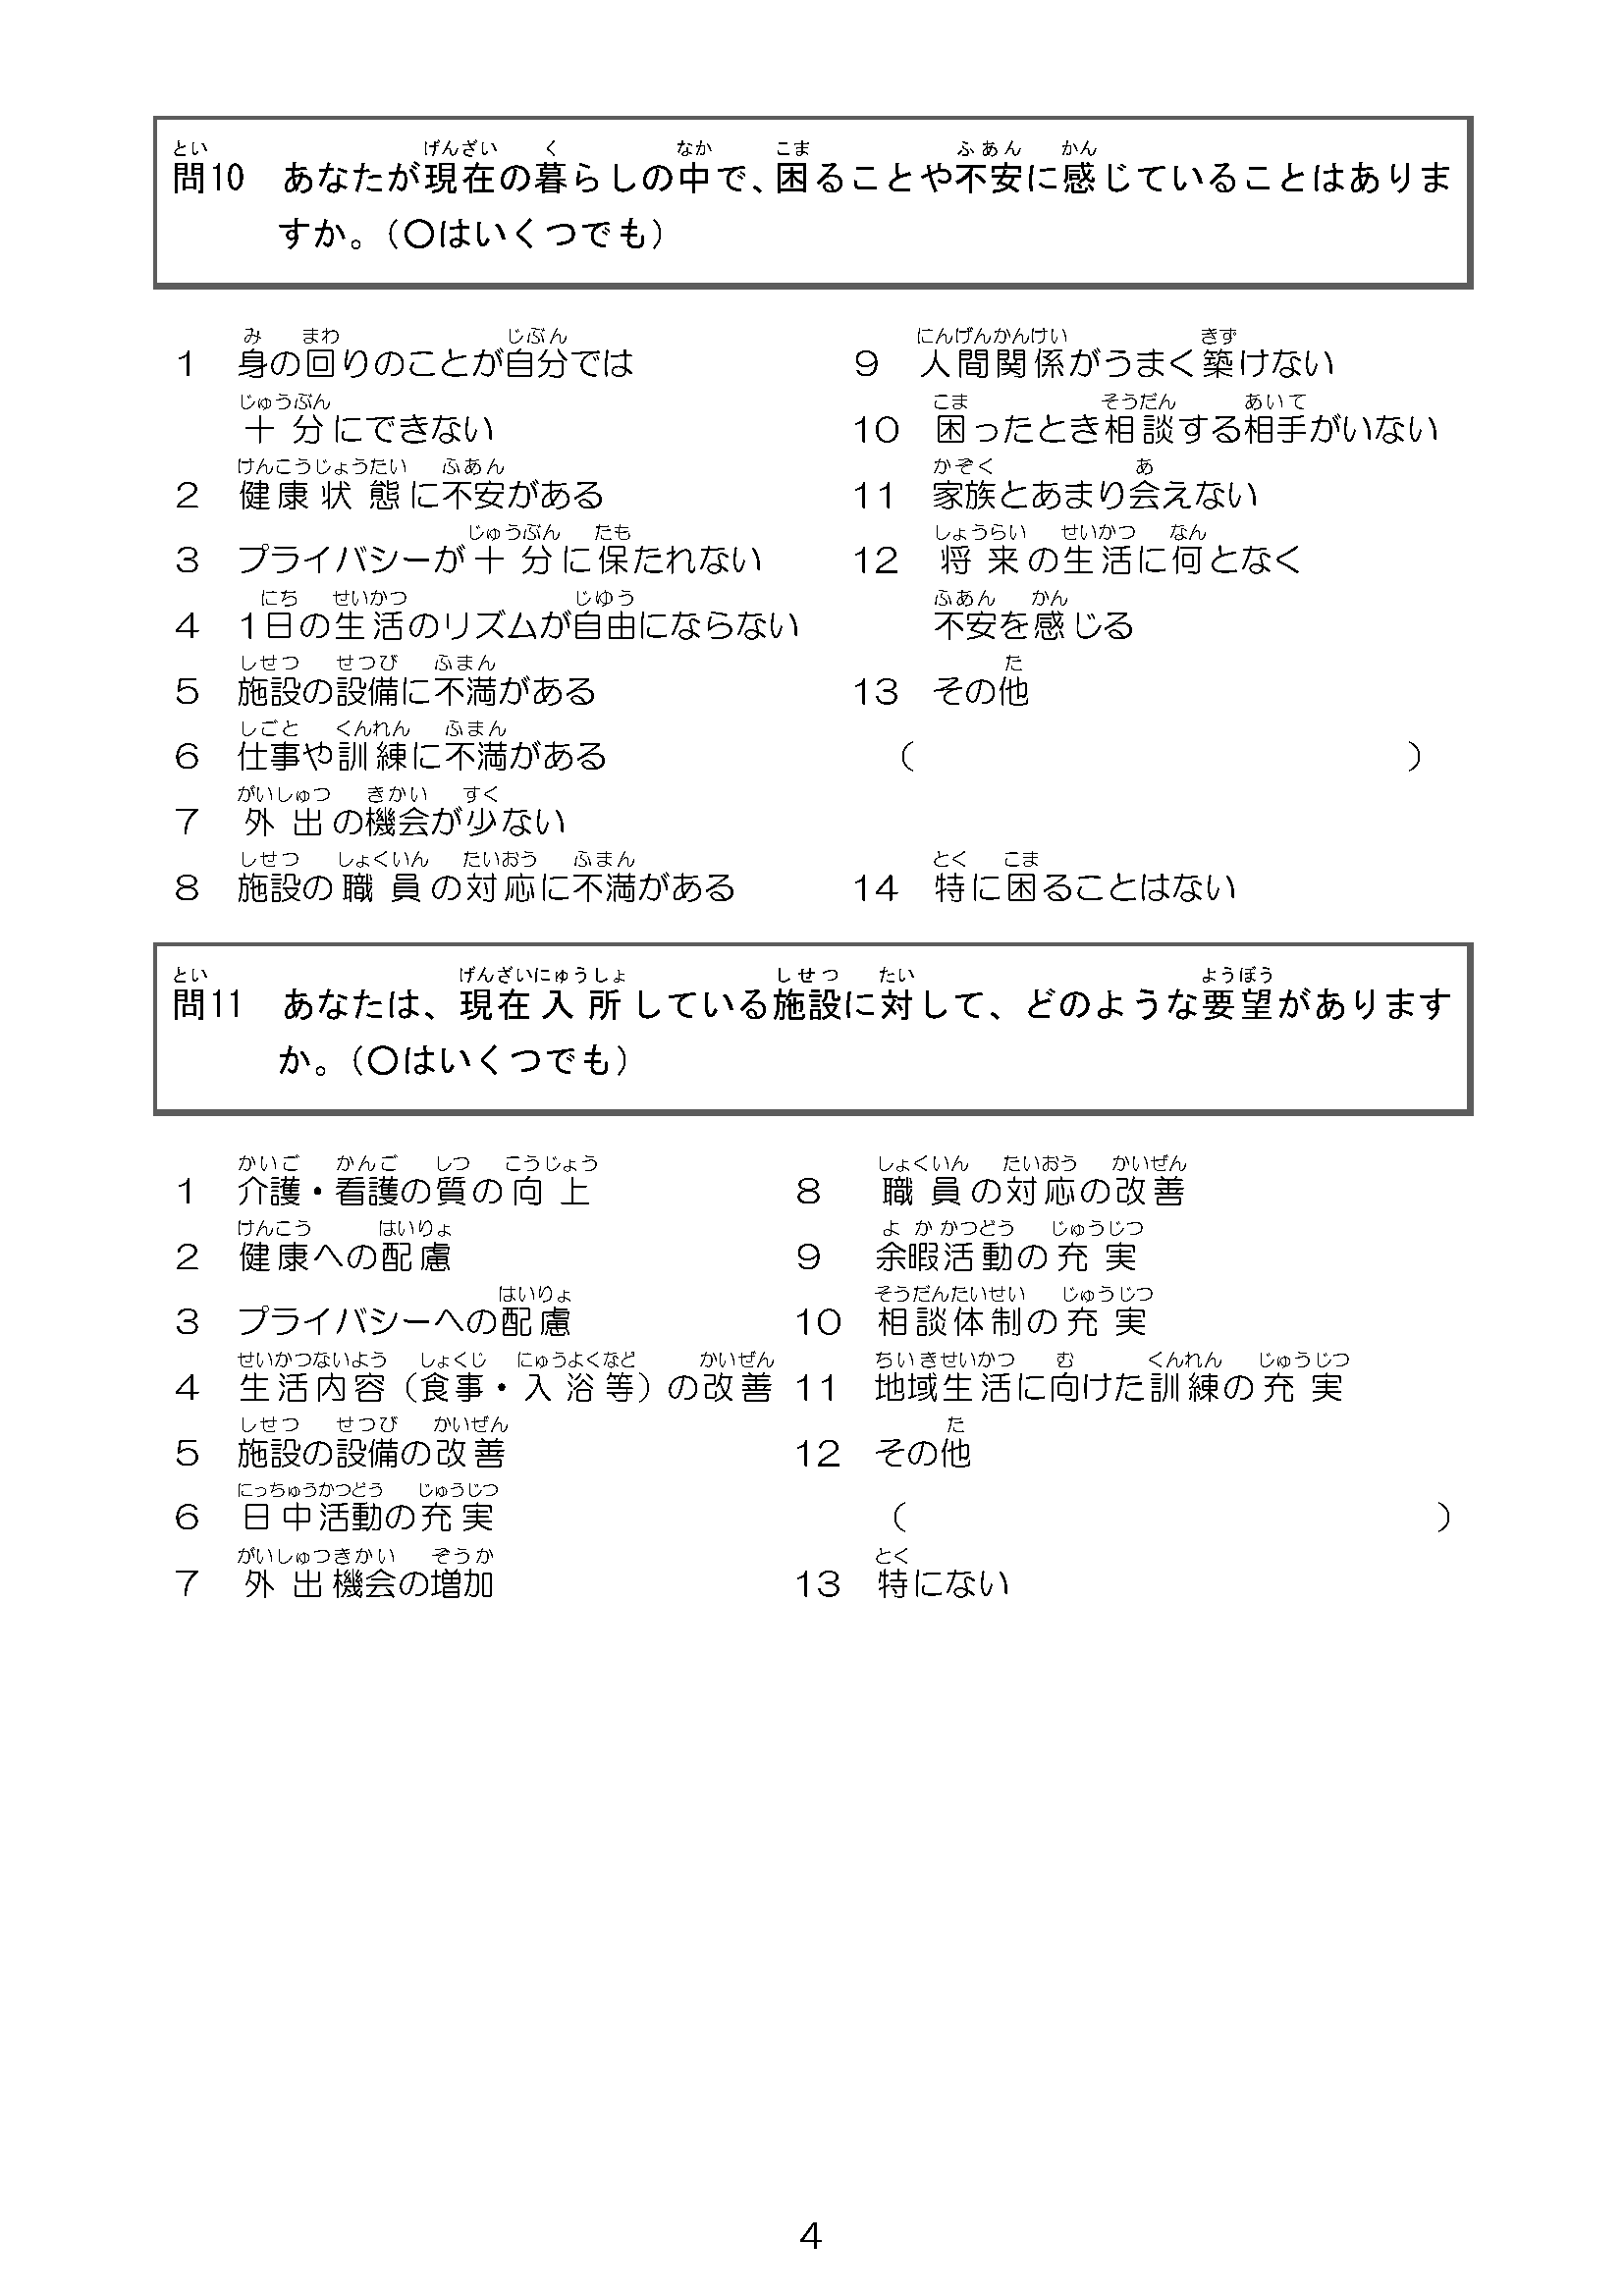 問10　あなたが現在の暮らしの中で、困ることや不安に感じていることはありま
すか。（〇はいくつでも）
1　身の回りのことが自分では
十分にできない
2　健康状態に不安がある
3　プライバシーが十分に保たれない
4　1日の生活のリズムが自由にならない
5　施設の設備に不満がある
6　仕事や訓練に不満がある
7　外出の機会が少ない
8　施設の職員の対応に不満がある
9　人間関係がうまく築けない
10　困ったとき相談する相手がいない
11　家族とあまり会えない
12　将来の生活に何となく
不安を感じる
13　その他
（　　　　　　　　　　　　　　　）
14　特に困ることはない
問11　あなたは、現在入所している施設に対して、どのような要望があります
か。（〇はいくつでも）
1　介護・看護の質の向上
2　健康への配慮
3　プライバシーへの配慮
4　生活内容（食事・入浴等）の改善
5　施設の設備の改善
6　日中活動の充実
7　外出機会の増加
8　職員の対応の改善
9　余暇活動の充実
10　相談体制の充実
11　地域生活に向けた訓練の充実
12　その他
（　　　　　　　　　　　　　　　　）
13　特にない
4